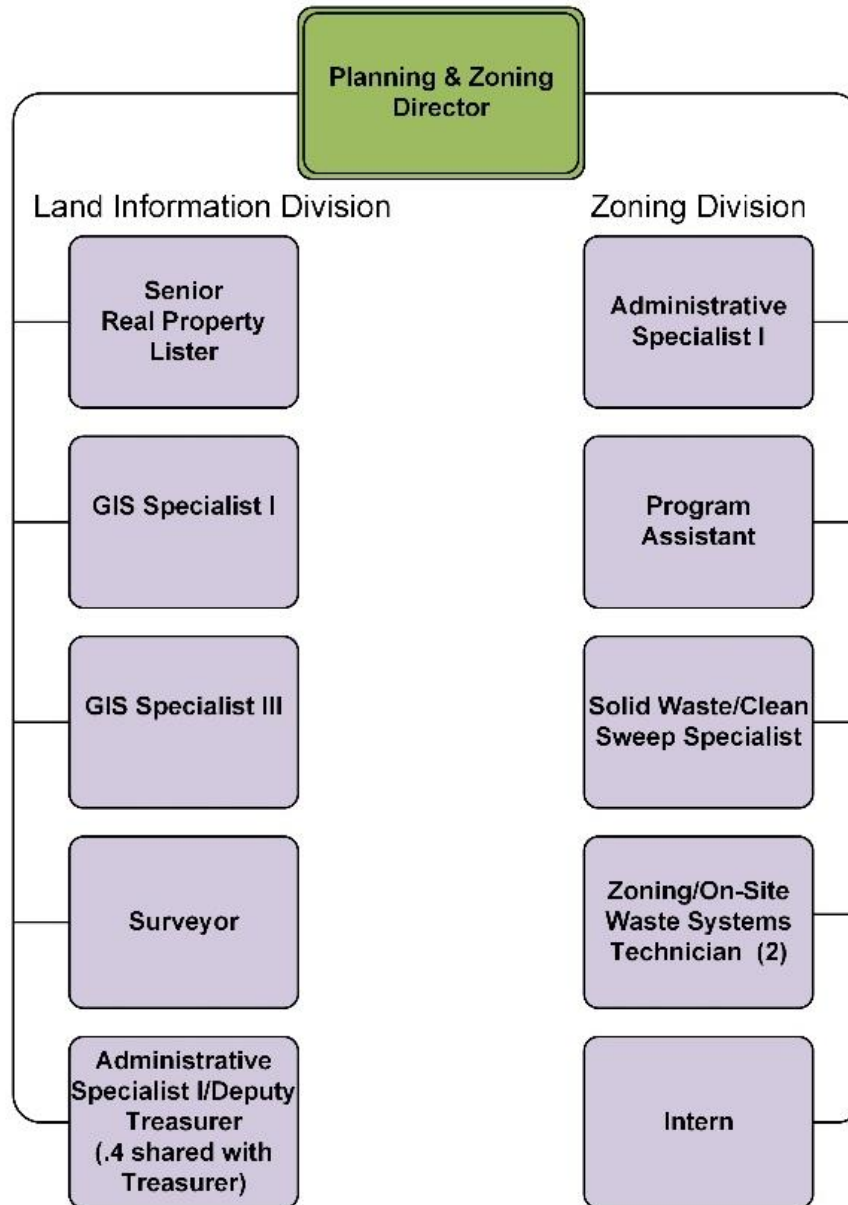 Planning & Zoning
Director
Land Information Division
Senior
Real Property
Lister
GIS Specialist I
GIS Specialist III
Surveyor
Administrative
Specialist I/Deputy
Treasurer
(.4 shared with
Treasurer)
Zoning Division
Administrative
Specialist I
Program
Assistant
Solid Waste/Clean
Sweep Specialist
Zoning/On-Site
Waste Systems
Technician (2)
Intern